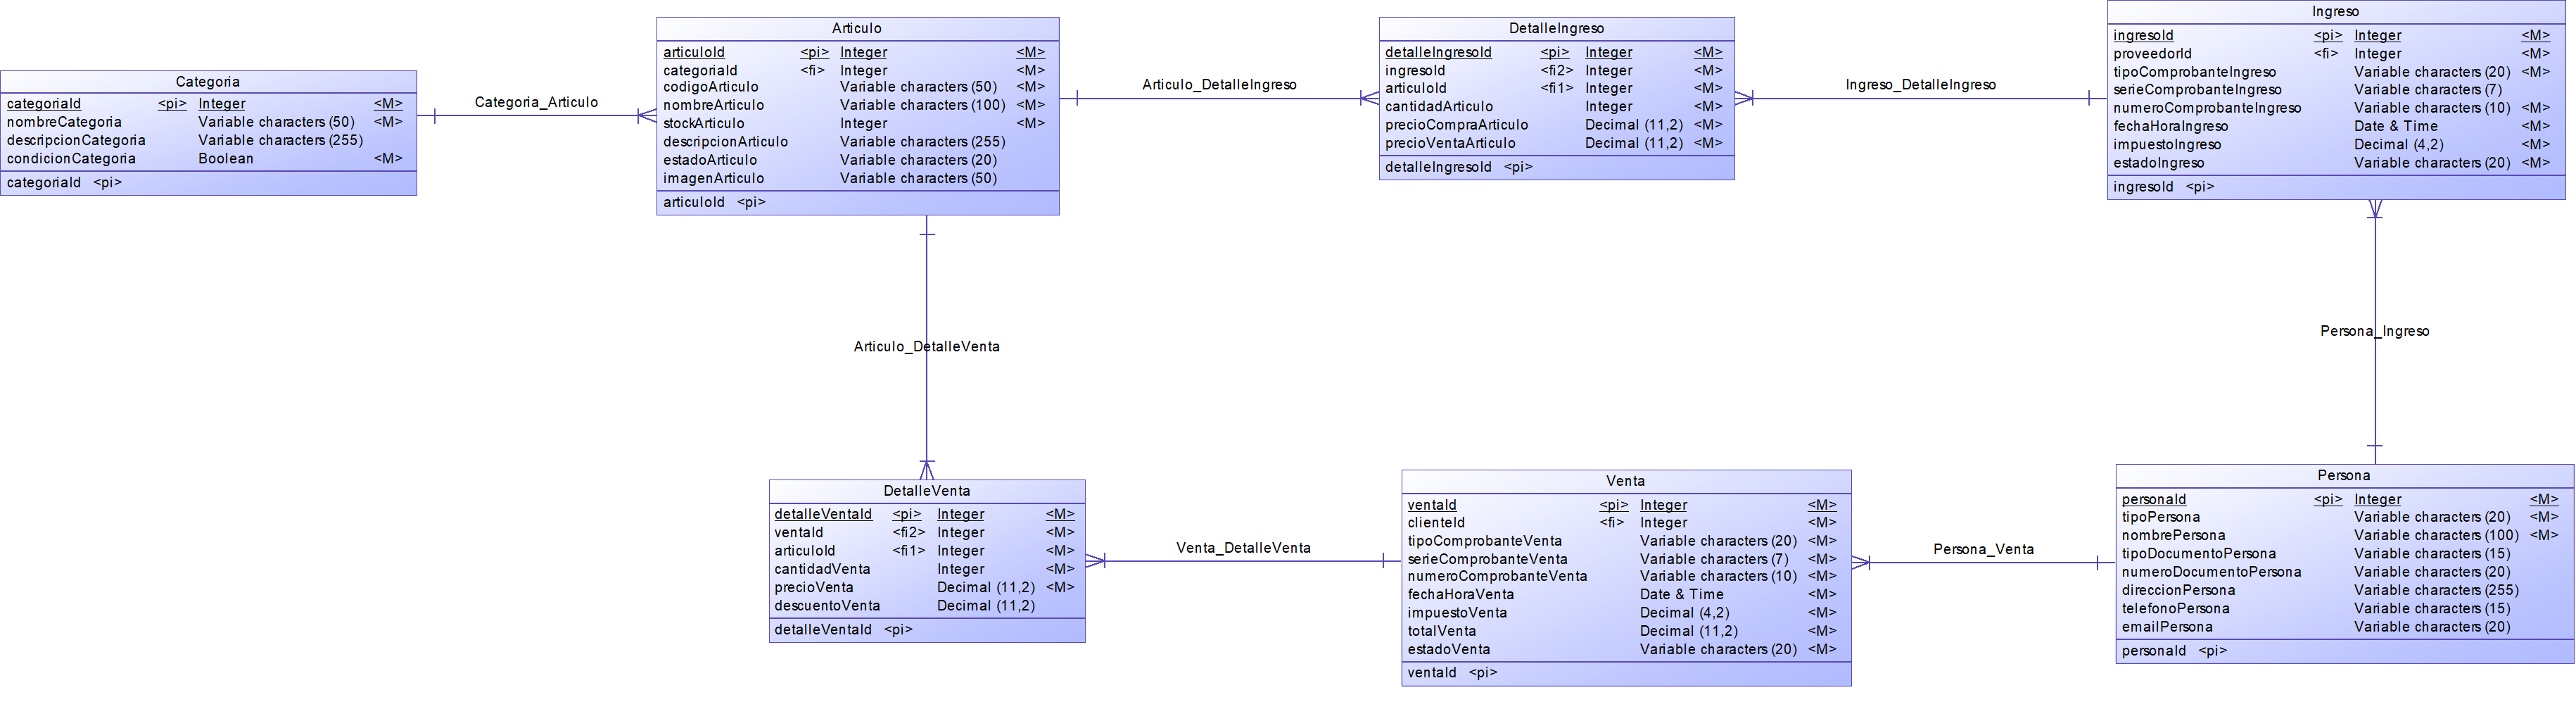 Categoria
categoriaId <pi> Integer <M>
nombreCategoria Variable characters (50) <M>
descripcionCategoria Variable characters (255)
condicionCategoria Boolean <M>
categoriaId <pi>
Categoria_Articulo
Articulo
articuloId <pi> Integer <M>
categoriaId <fi> Integer <M>
codigoArticulo Variable characters (50) <M>
nombreArticulo Variable characters (100) <M>
stockArticulo Integer <M>
descripcionArticulo Variable characters (255)
estadoArticulo Variable characters (20)
imagenArticulo Variable characters (50)
articuloId <pi>
Articulo_DetalleIngreso
DetalleIngreso
detalleIngresoId <pi> Integer <M>
ingresoId <fi2> Integer <M>
articuloId <fi1> Integer <M>
cantidadArticulo Integer <M>
precioCompraArticulo Decimal (11,2) <M>
precioVentaArticulo Decimal (11,2) <M>
detalleIngresoId <pi>
Ingreso_DetalleIngreso
Ingreso
ingresoId <pi> Integer <M>
proveedorId <fi> Integer <M>
tipoComprobanteIngreso Variable characters (20) <M>
serieComprobanteIngreso Variable characters (7)
numeroComprobanteIngreso Variable characters (10) <M>
fechaHoraIngreso Date & Time <M>
impuestoIngreso Decimal (4,2) <M>
estadoIngreso Variable characters (20) <M>
ingresoId <pi>
Articulo_DetalleVenta
Persona_Ingreso
DetalleVenta
detalleVentaId <pi> Integer <M>
ventaId <fi2> Integer <M>
articuloId <fi1> Integer <M>
cantidadVenta Integer <M>
precioVenta Decimal (11,2) <M>
descuentoVenta Decimal (11,2)
detalleVentaId <pi>
Venta_DetalleVenta
Venta
ventaId <pi> Integer <M>
clienteId <fi> Integer <M>
tipoComprobanteVenta Variable characters (20) <M>
serieComprobanteVenta Variable characters (7) <M>
numeroComprobanteVenta Variable characters (10) <M>
fechaHoraVenta Date & Time <M>
impuestoVenta Decimal (4,2) <M>
totalVenta Decimal (11,2) <M>
estadoVenta Variable characters (20) <M>
ventaId <pi>
Persona_Venta
Persona
personaId <pi> Integer <M>
tipoPersona Variable characters (20) <M>
nombrePersona Variable characters (100) <M>
tipoDocumentoPersona Variable characters (15)
numeroDocumentoPersona Variable characters (20)
direccionPersona Variable characters (255)
telefonoPersona Variable characters (15)
emailPersona Variable characters (20)
personaId <pi>